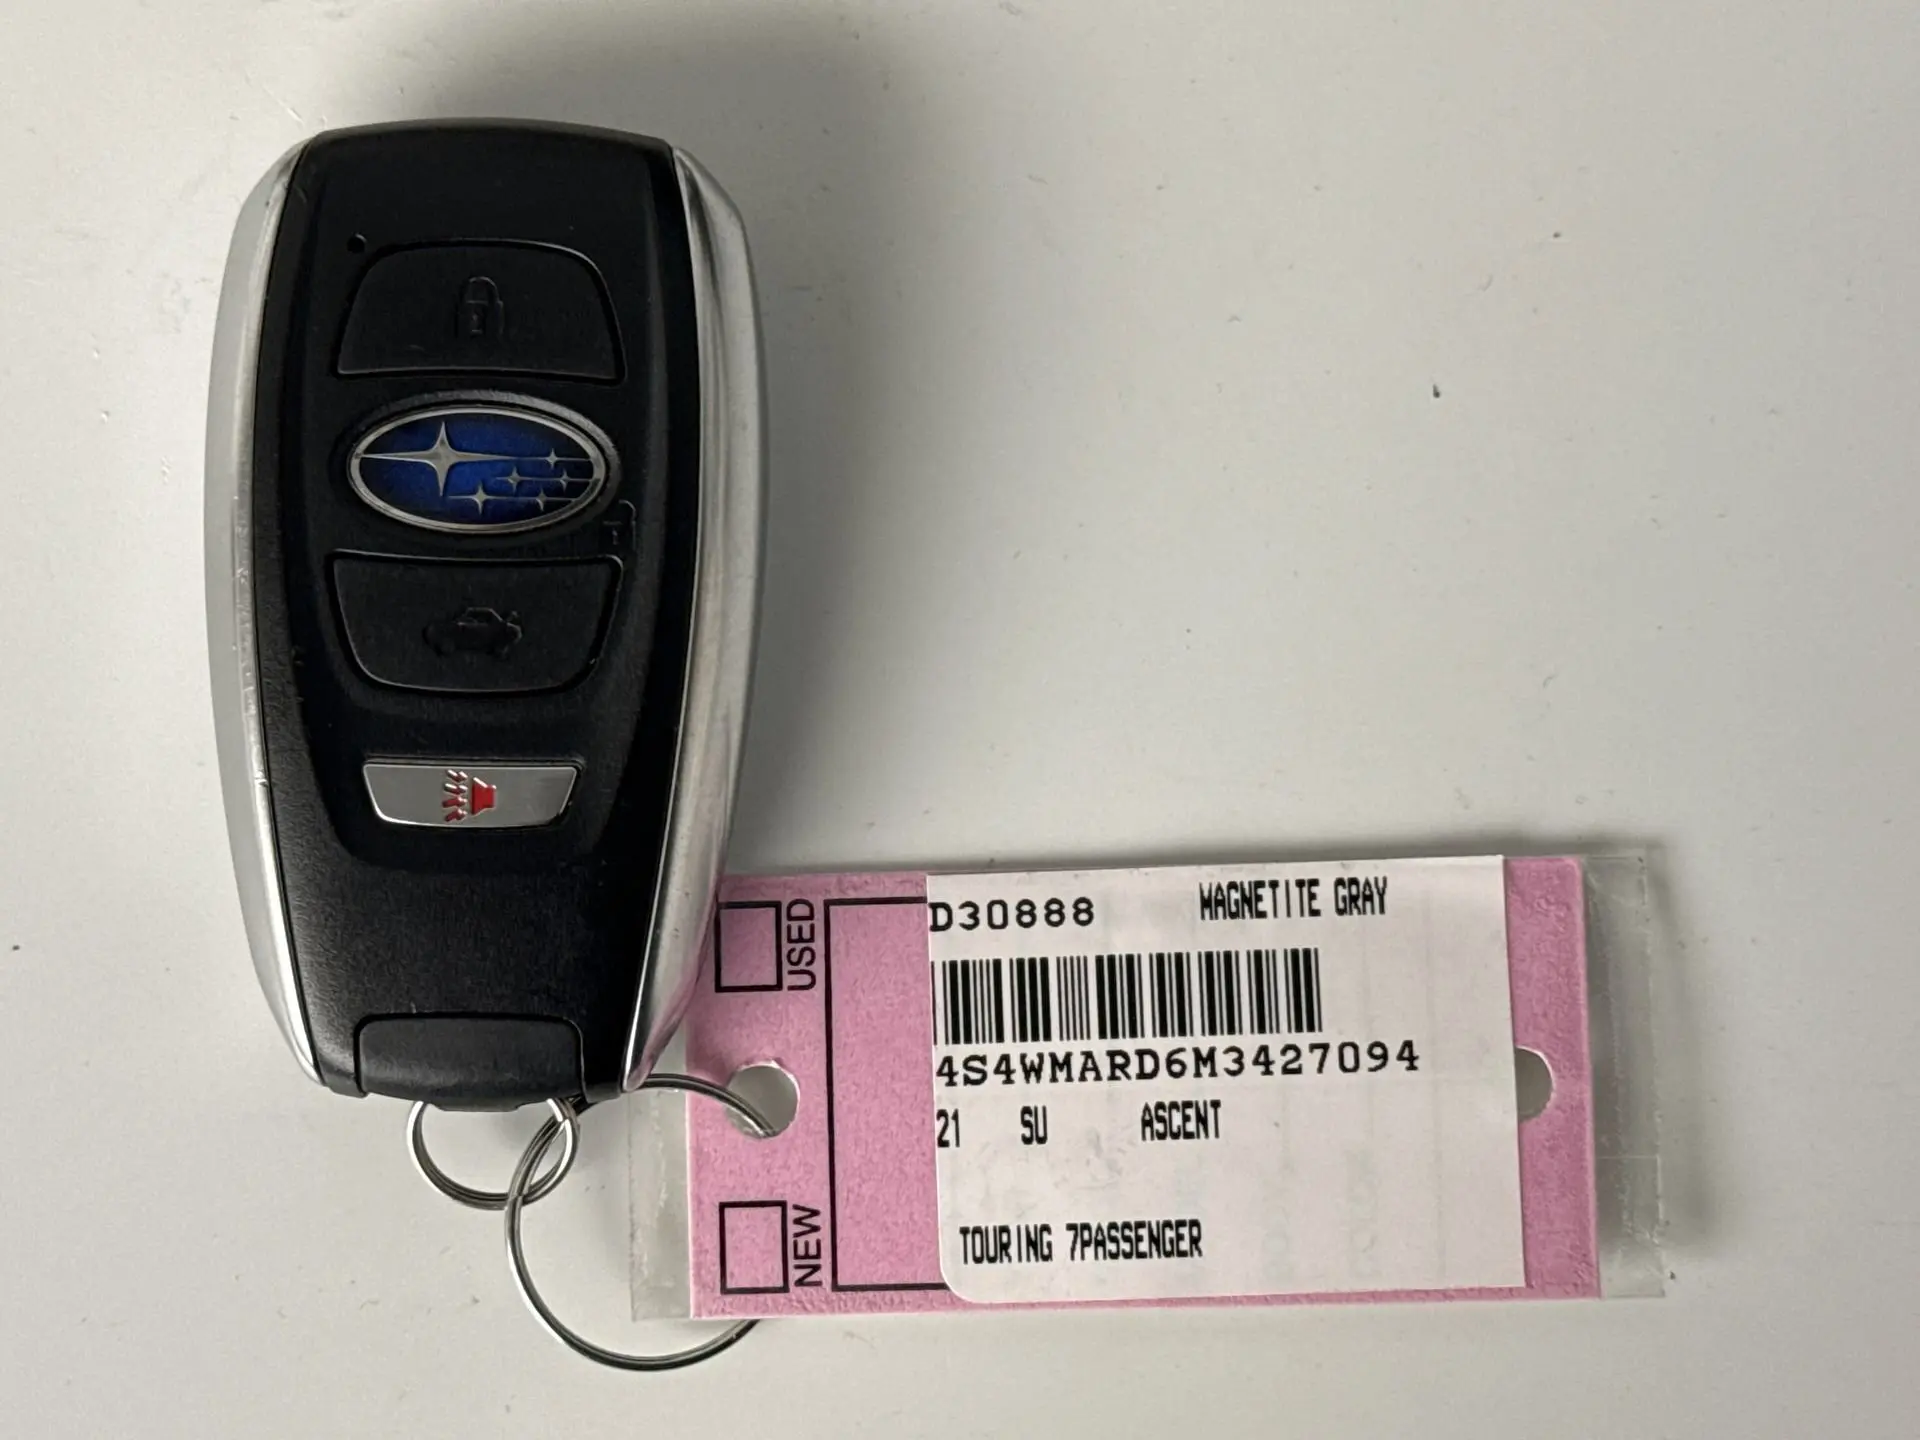 USED
NEW
D30888 MAGNETITE GRAY
4S4WMARD6M3427094
21 SU ASCENT
TOURING 7PASSENGER